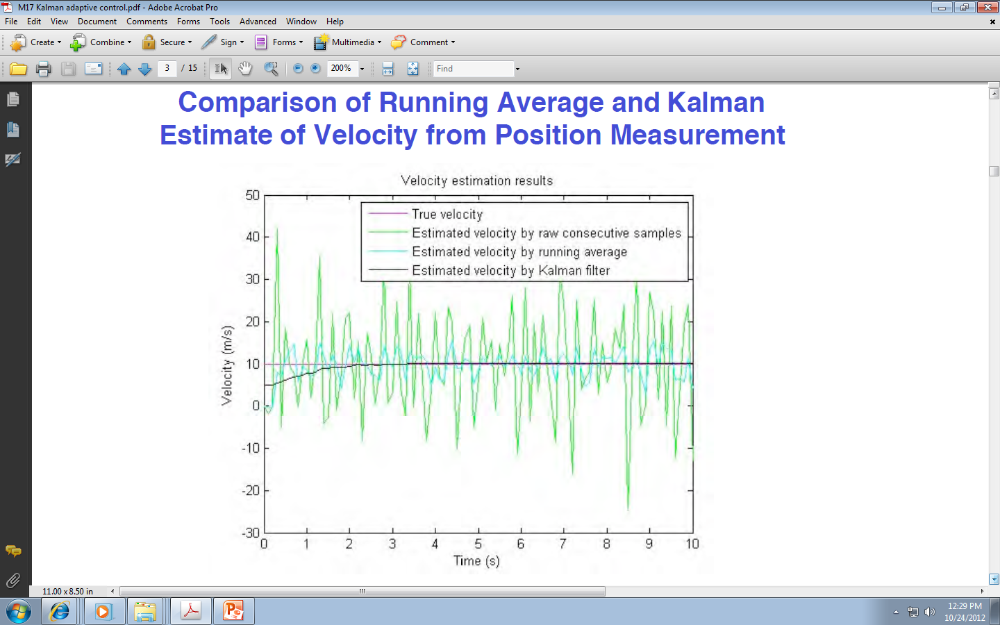 M17 Kalman adaptive control.pdf - Adobe Acrobat Pro
File Edit View Document Comments Forms Tools Advanced Window Help
Create Combine Secure Sign Forms Multimedia Comment
3 / 15 200% Find
Comparison of Running Average and Kalman
Estimate of Velocity from Position Measurement
Velocity estimation results
True velocity
Estimated velocity by raw consecutive samples
Estimated velocity by running average
Estimated velocity by Kalman filter
Velocity (m/s)
50
40
30
20
10
0
-10
-20
-30
0 1 2 3 4 5 6 7 8 9 10
Time (s)
11.00 x 8.50 in
12:29 PM
10/24/2012